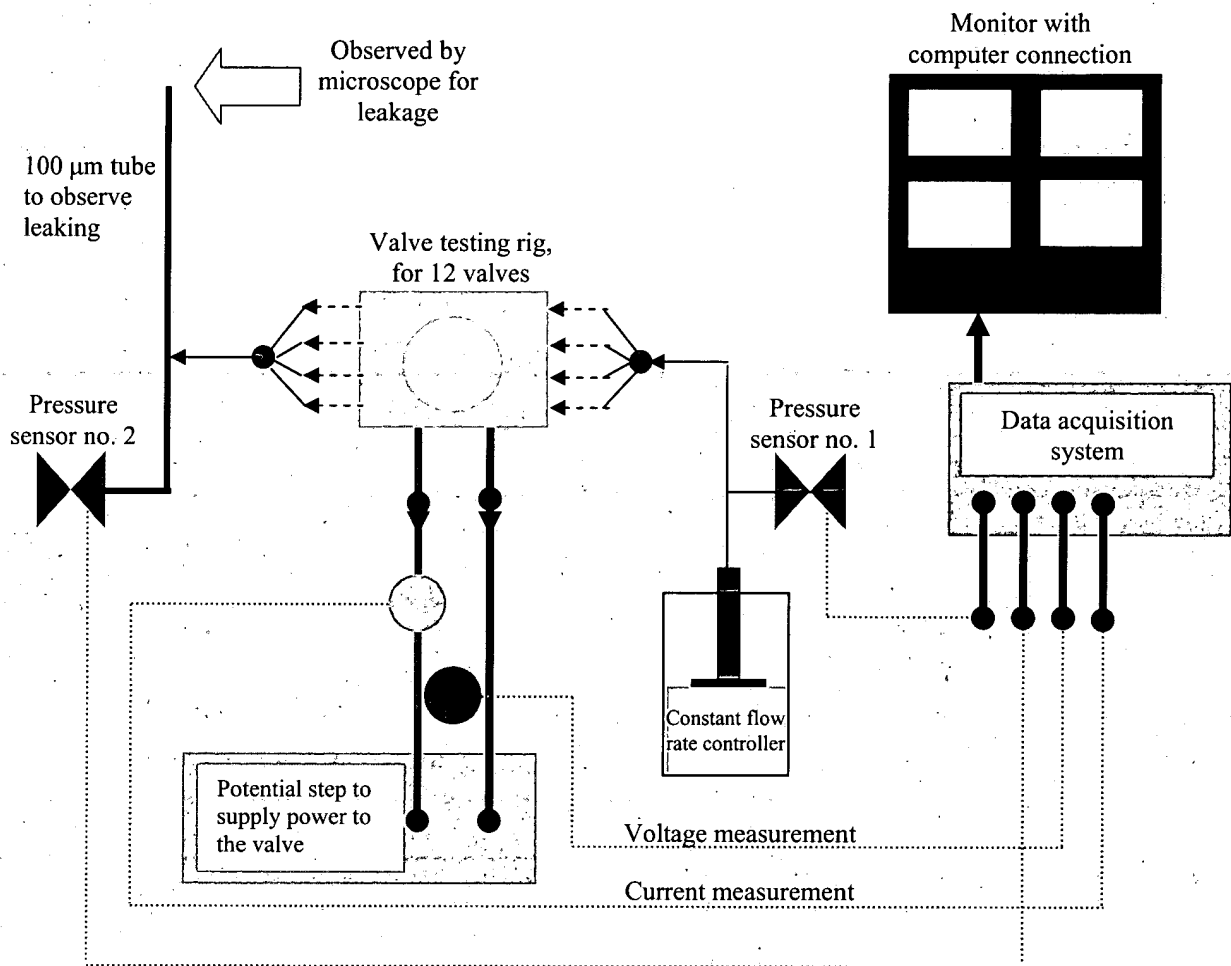 Monitor with
computer connection
Observed by
microscope for
leakage
100 µm tube
to observe
leaking
Valve testing rig,
for 12 valves
Pressure
sensor no. 2
Pressure
sensor no. 1
Data acquisition
system
Constant flow
rate controller
Potential step to
supply power to
the valve
Voltage measurement
Current measurement